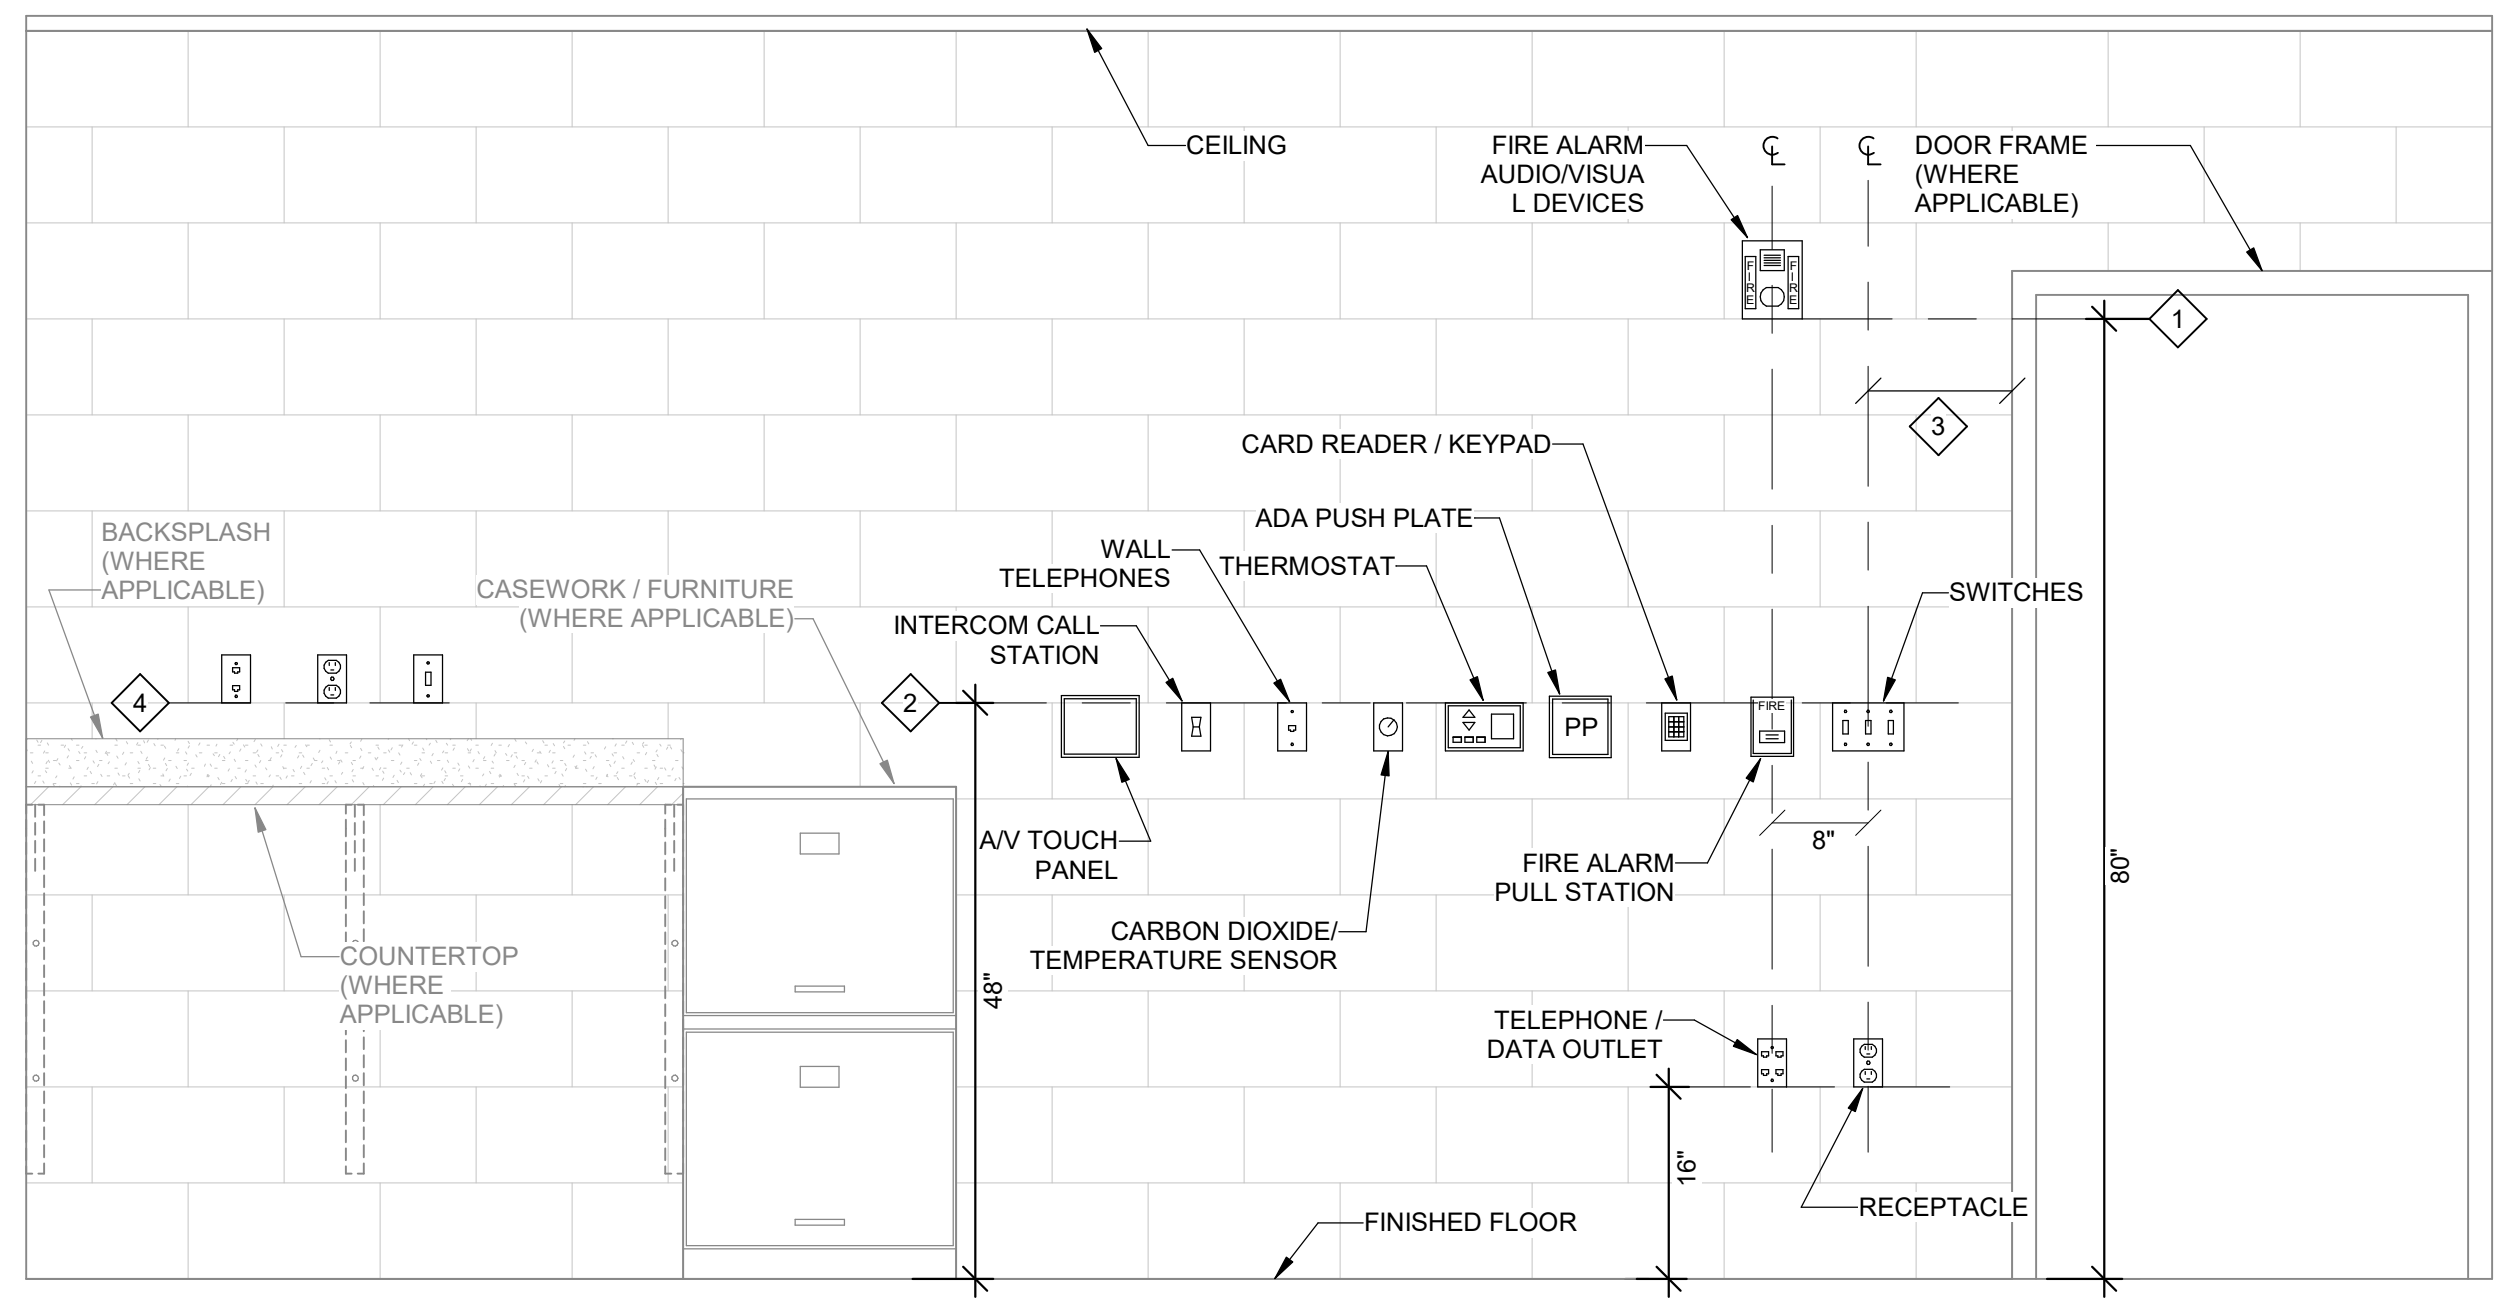 CEILING
FIRE ALARM
AUDIO/VISUA
L DEVICES
℄
℄
DOOR FRAME
(WHERE
APPLICABLE)
FIRE
FIRE
1
3
CARD READER / KEYPAD
ADA PUSH PLATE
WALL
TELEPHONES
THERMOSTAT
BACKSPLASH
(WHERE
APPLICABLE)
CASEWORK / FURNITURE
(WHERE APPLICABLE)
INTERCOM CALL
STATION
SWITCHES
4
2
PP
FIRE
A/V TOUCH
PANEL
8"
FIRE ALARM
PULL STATION
80"
CARBON DIOXIDE/
TEMPERATURE SENSOR
COUNTERTOP
(WHERE
APPLICABLE)
48"
TELEPHONE /
DATA OUTLET
16"
RECEPTACLE
FINISHED FLOOR